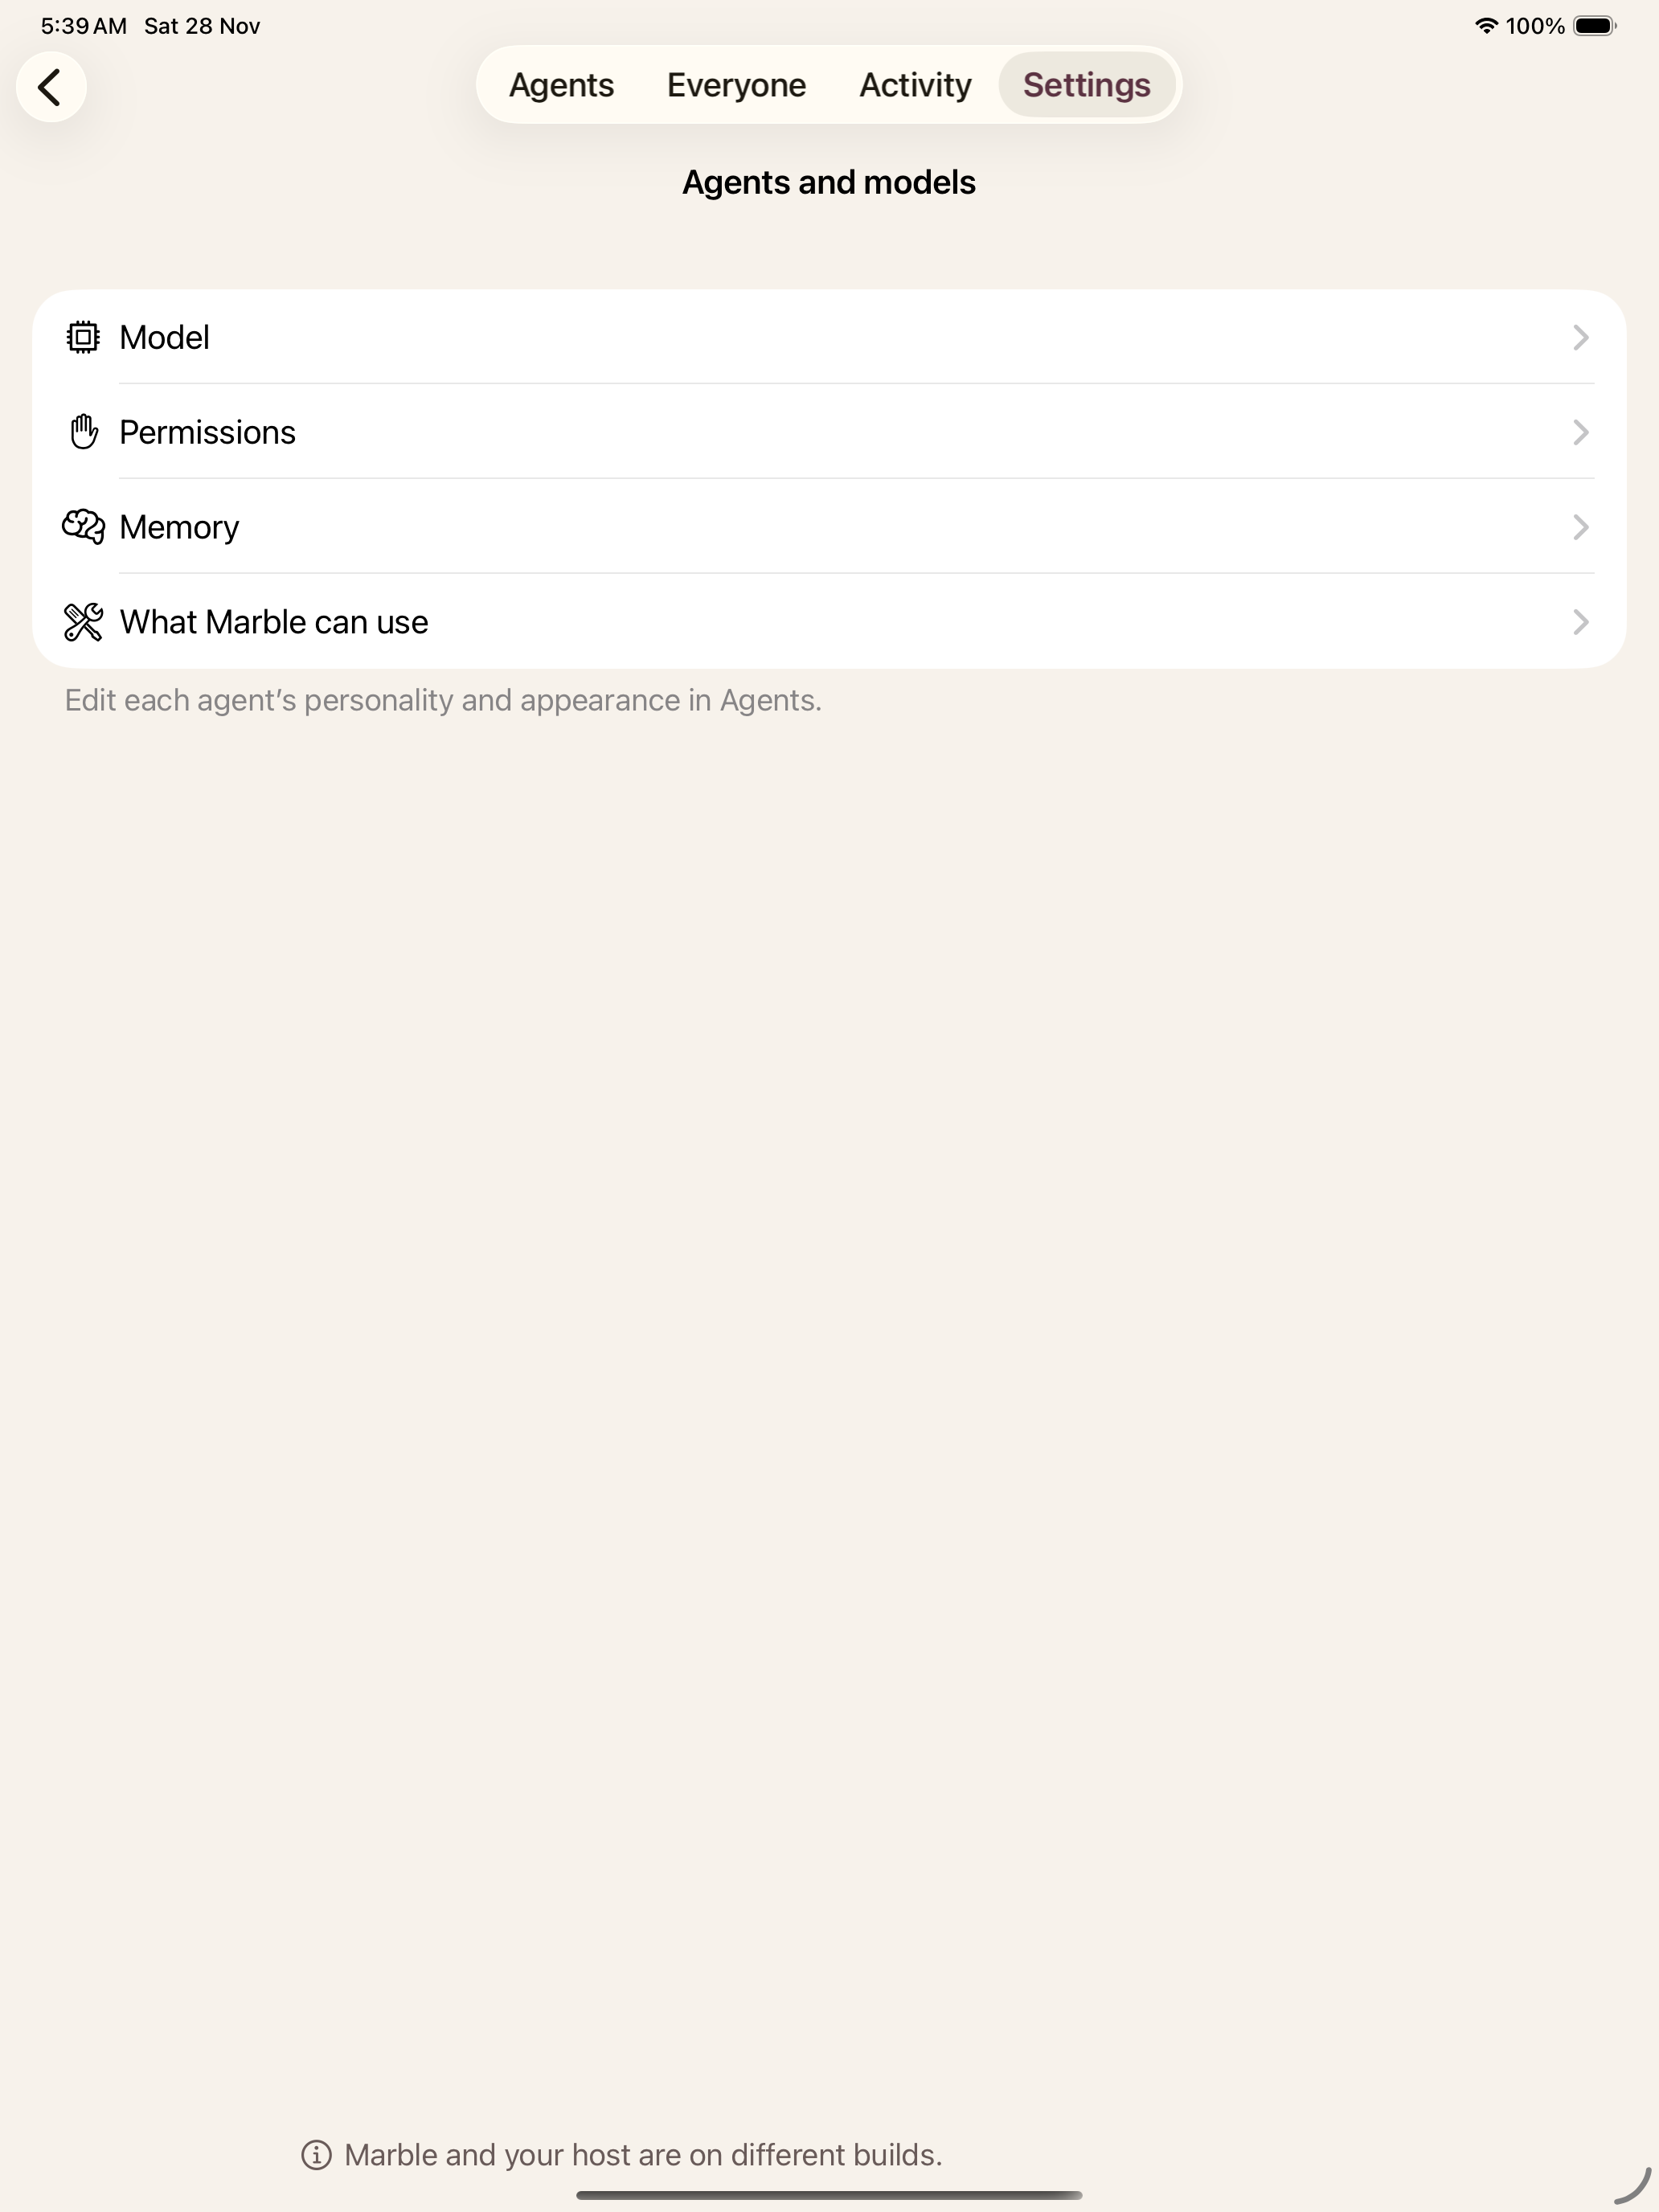 5:39 AM Sat 28 Nov 100%
Agents Everyone Activity Settings
Agents and models
Model
Permissions
Memory
What Marble can use
Edit each agent’s personality and appearance in Agents.
Marble and your host are on different builds.